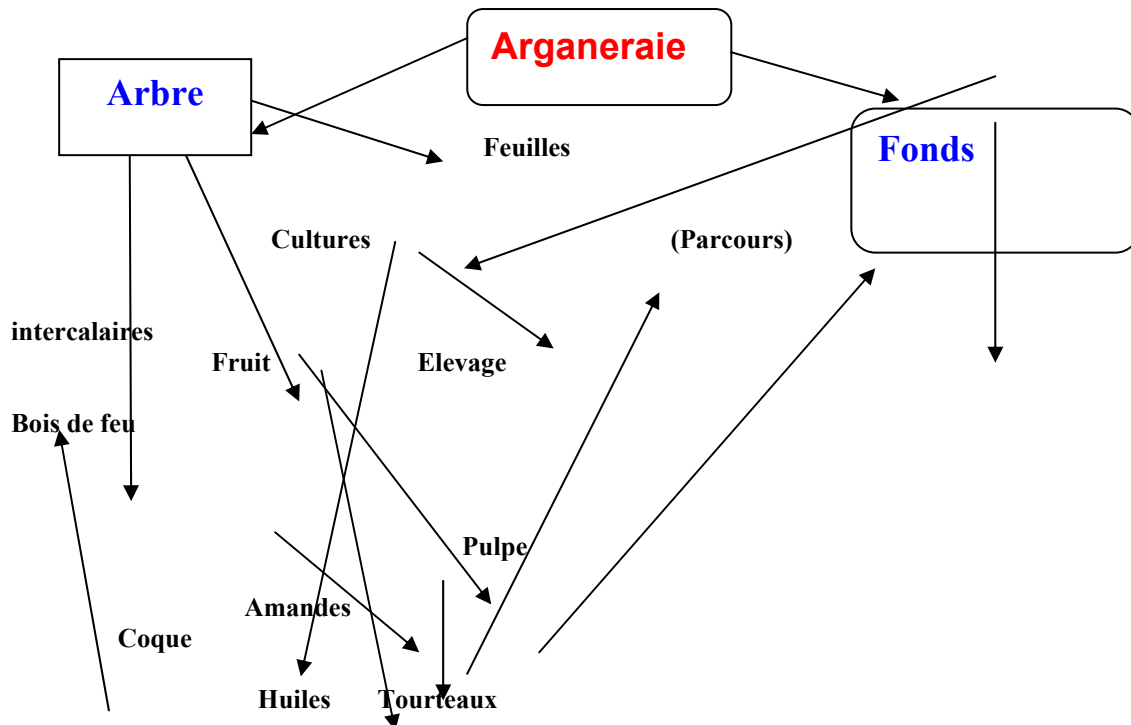 Arganeraie
Arbre
Feuilles
Fonds
Cultures (Parcours)
intercalaires
Fruit Elevage
Bois de feu
Pulpe
Amandes
Coque
Huiles Tourteaux